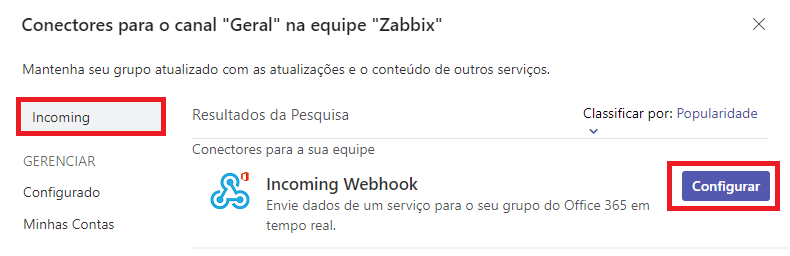 Conectores para o canal "Geral" na equipe "Zabbix"
Mantenha seu grupo atualizado com as atualizações e o conteúdo de outros serviços.
Incoming
Resultados da Pesquisa
Classificar por: Popularidade
GERENCIAR
Conectores para a sua equipe
Configurado
Minhas Contas
Incoming Webhook
Configurar
Envie dados de um serviço para o seu grupo do Office 365 em
tempo real.